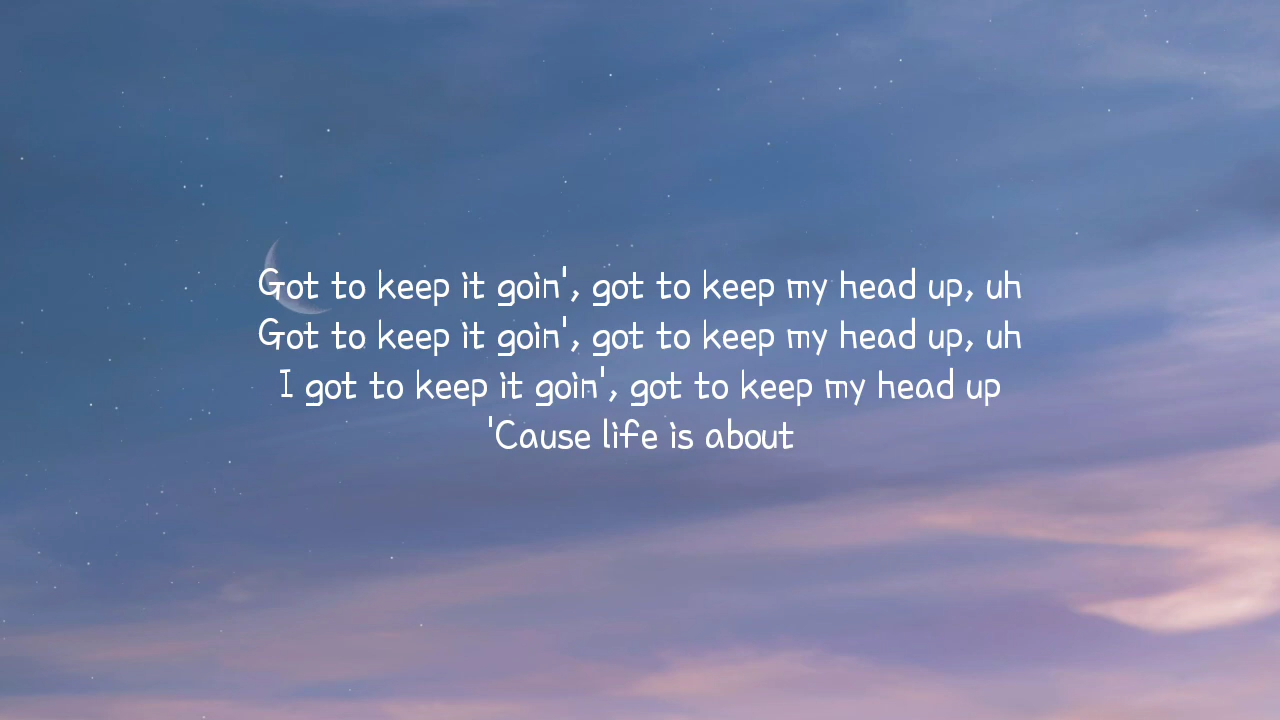 Got to keep it goin', got to keep my head up, uh
Got to keep it goin', got to keep my head up, uh
I got to keep it goin', got to keep my head up
'Cause life is about